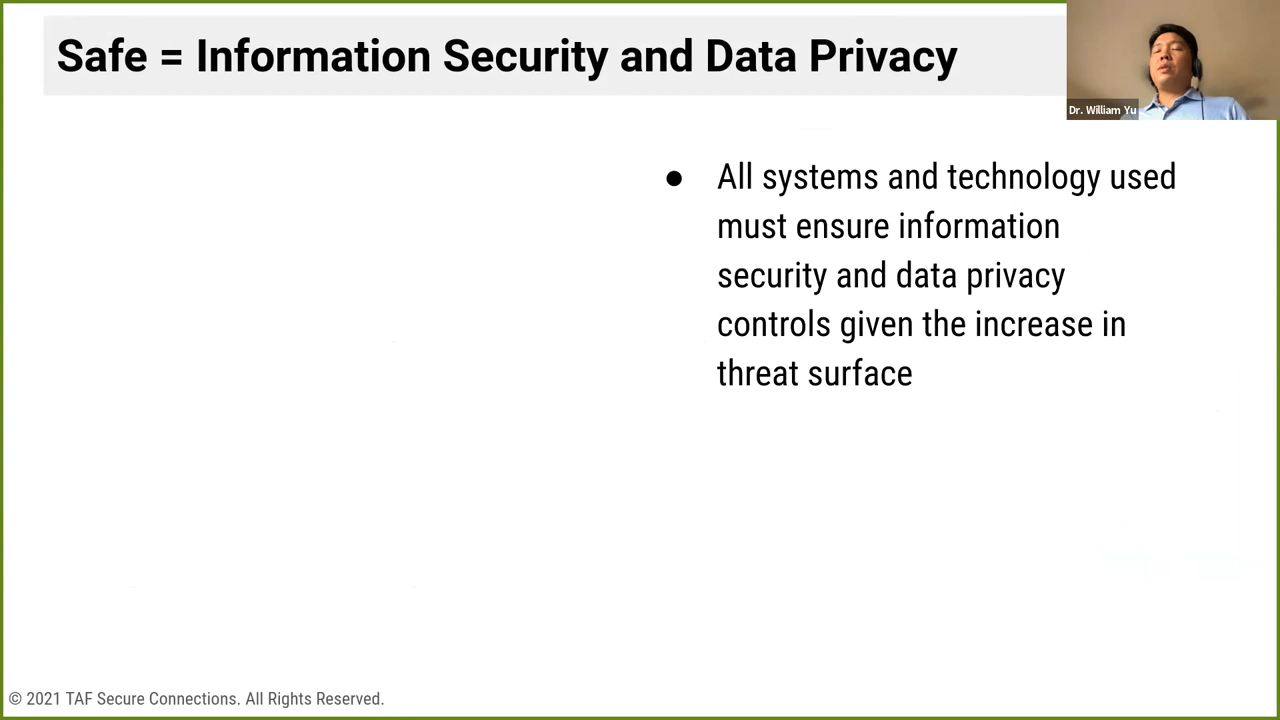 Safe = Information Security and Data Privacy
Dr. William Yu
● All systems and technology used
must ensure information
security and data privacy
controls given the increase in
threat surface
© 2021 TAF Secure Connections. All Rights Reserved.